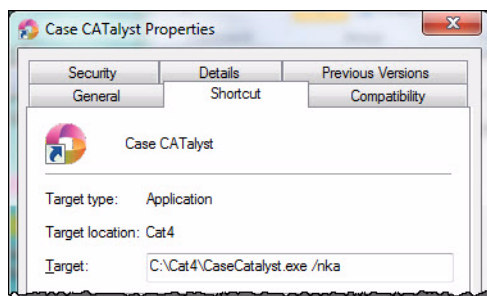 Case CATalyst Properties
Security Details Previous Versions
General Shortcut Compatibility
Case CATalyst
Target type: Application
Target location: Cat4
Target: C:\Cat4\CaseCatalyst.exe /nka